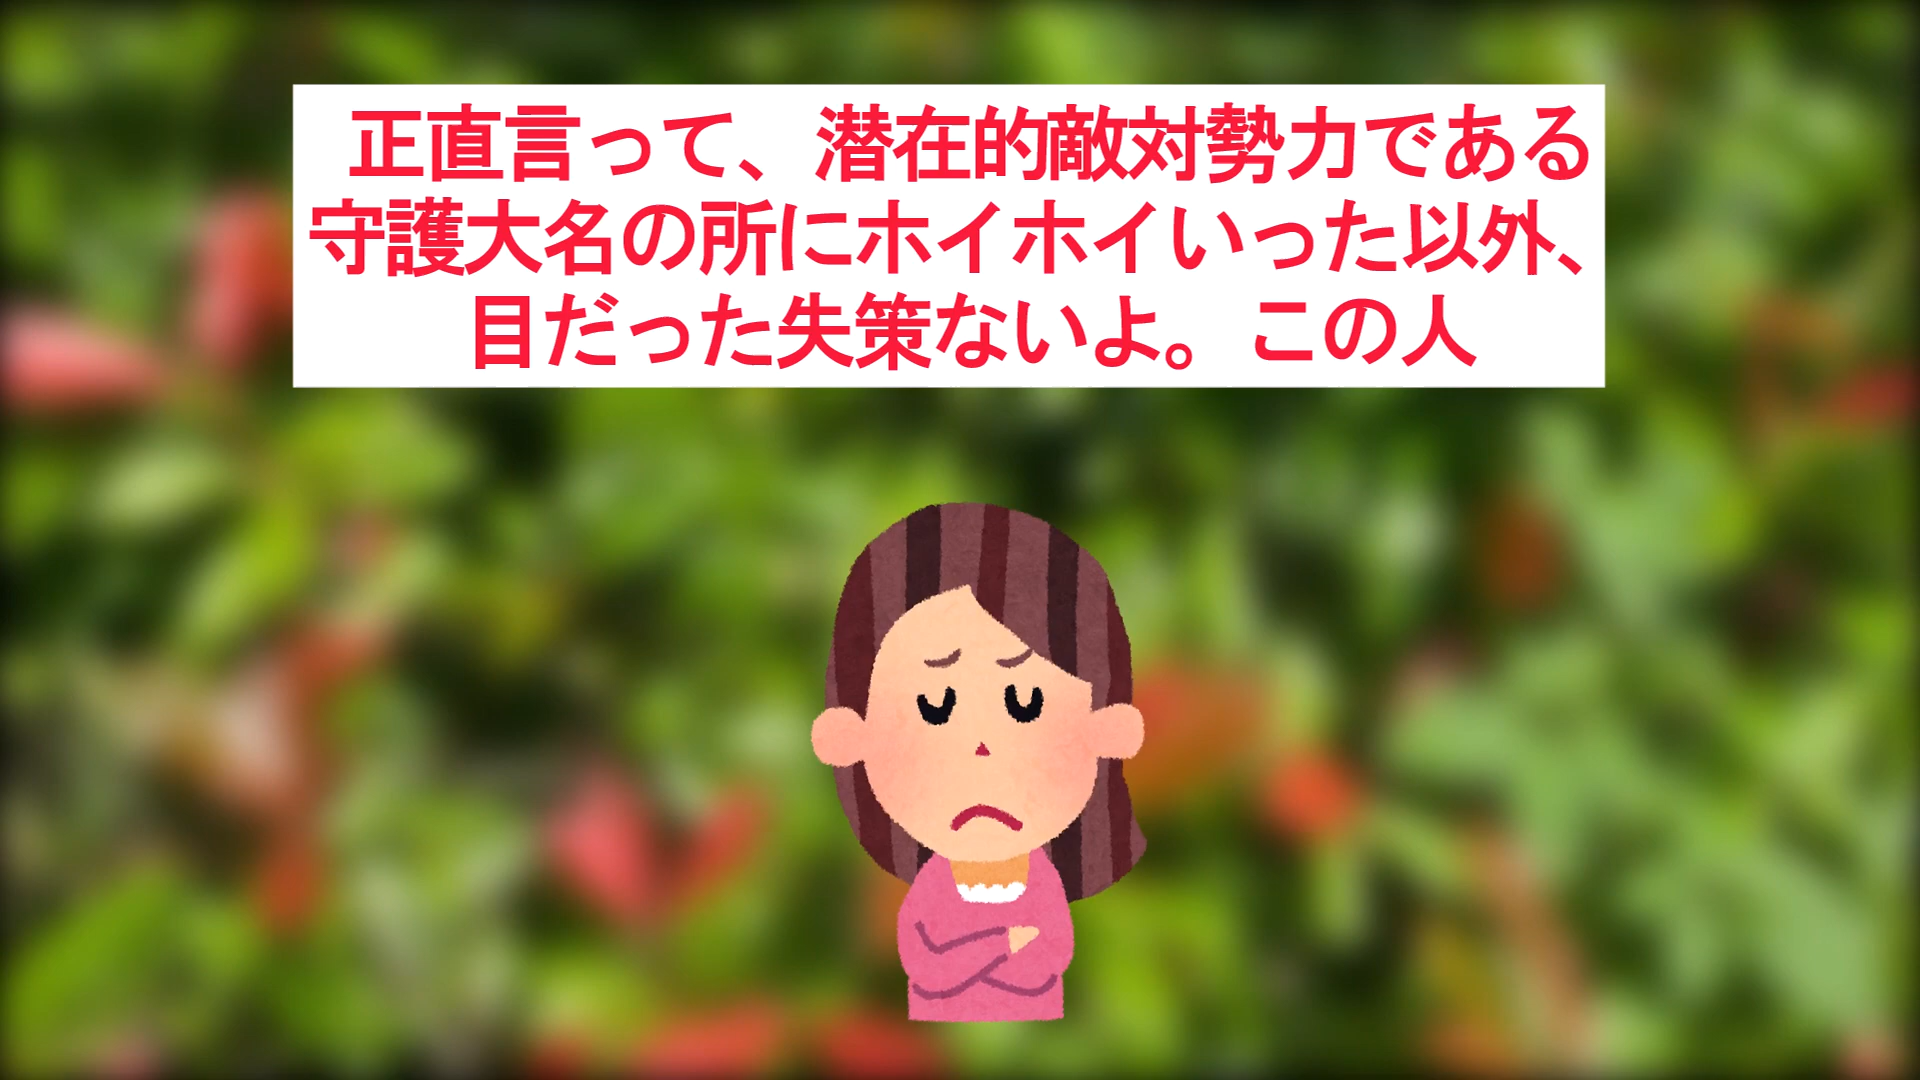 正直言って、潜在的敵対勢力である
守護大名の所にホイホイいった以外、
目だった失策ないよ。この人